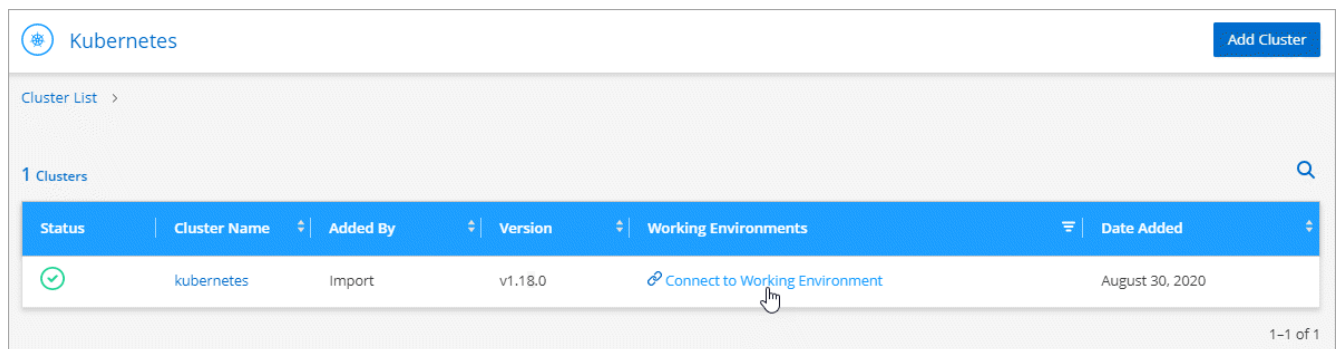 Kubernetes
Add Cluster
Cluster List >
1 Clusters
Status Cluster Name Added By Version Working Environments Date Added
kubernetes Import v1.18.0 Connect to Working Environment August 30, 2020
1–1 of 1